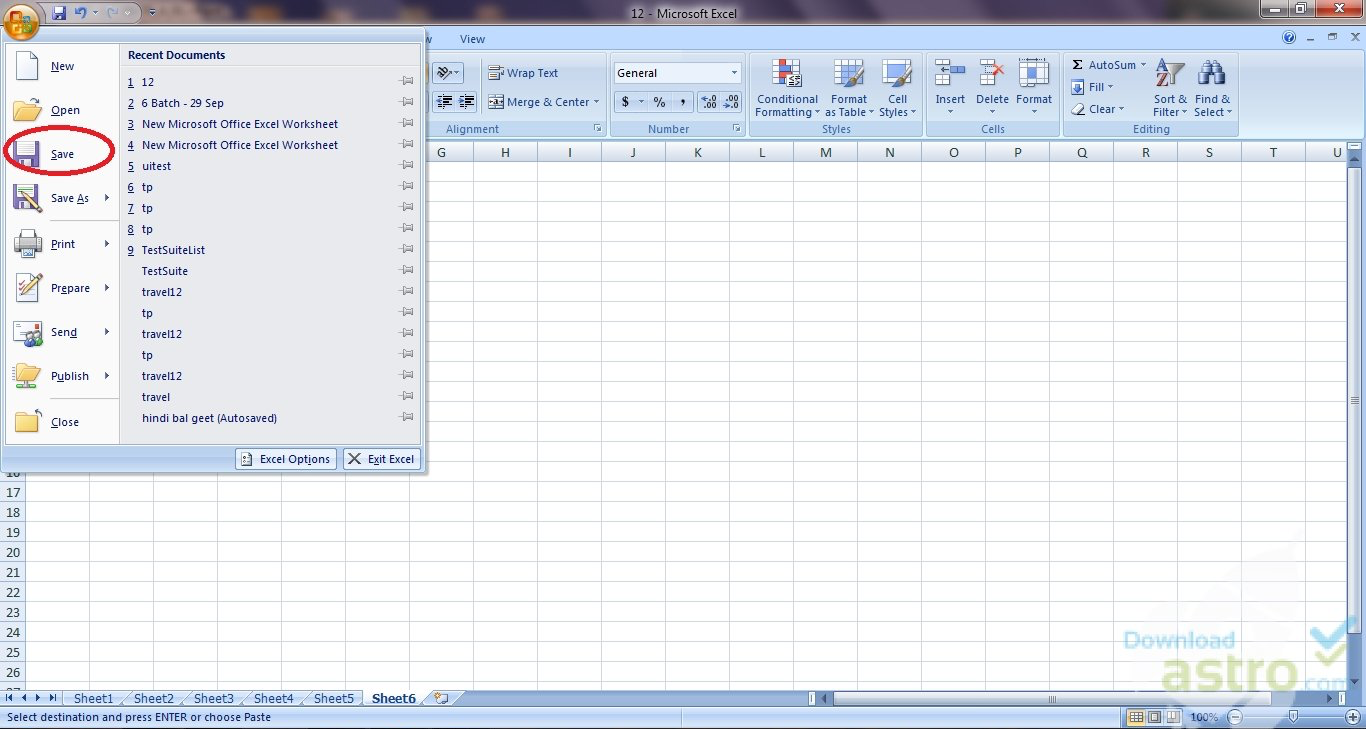 12 - Microsoft Excel
View
New
Open
Save
Save As
Print
Prepare
Send
Publish
Close
Recent Documents
1 12
2 6 Batch - 29 Sep
3 New Microsoft Office Excel Worksheet
4 New Microsoft Office Excel Worksheet
5 uitest
6 tp
7 tp
8 tp
9 TestSuiteList
TestSuite
travel12
tp
travel12
tp
travel12
travel
hindi bal geet (Autosaved)
Excel Options
Exit Excel
Wrap Text
Merge & Center
Alignment
General
$ % ,
.00 .00
Number
Conditional Formatting
Format as Table
Cell Styles
Styles
Insert
Delete
Format
Cells
Σ AutoSum
Fill
Clear
Sort & Filter
Find & Select
Editing
G H I J K L M N O P Q R S T U
17
18
19
20
21
22
23
24
25
26
Sheet1 Sheet2 Sheet3 Sheet4 Sheet5 Sheet6
Select destination and press ENTER or choose Paste
100%
Download
astro.com